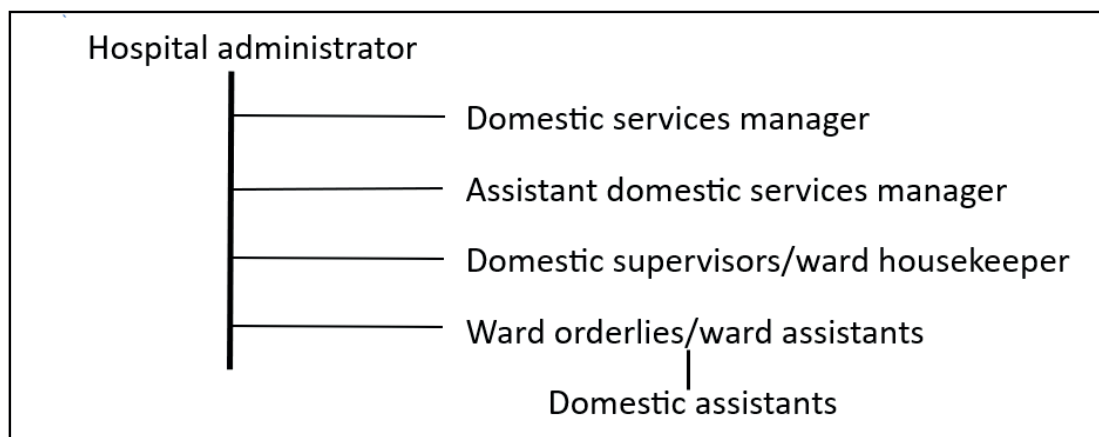 Hospital administrator
Domestic services manager
Assistant domestic services manager
Domestic supervisors/ward housekeeper
Ward orderlies/ward assistants
Domestic assistants